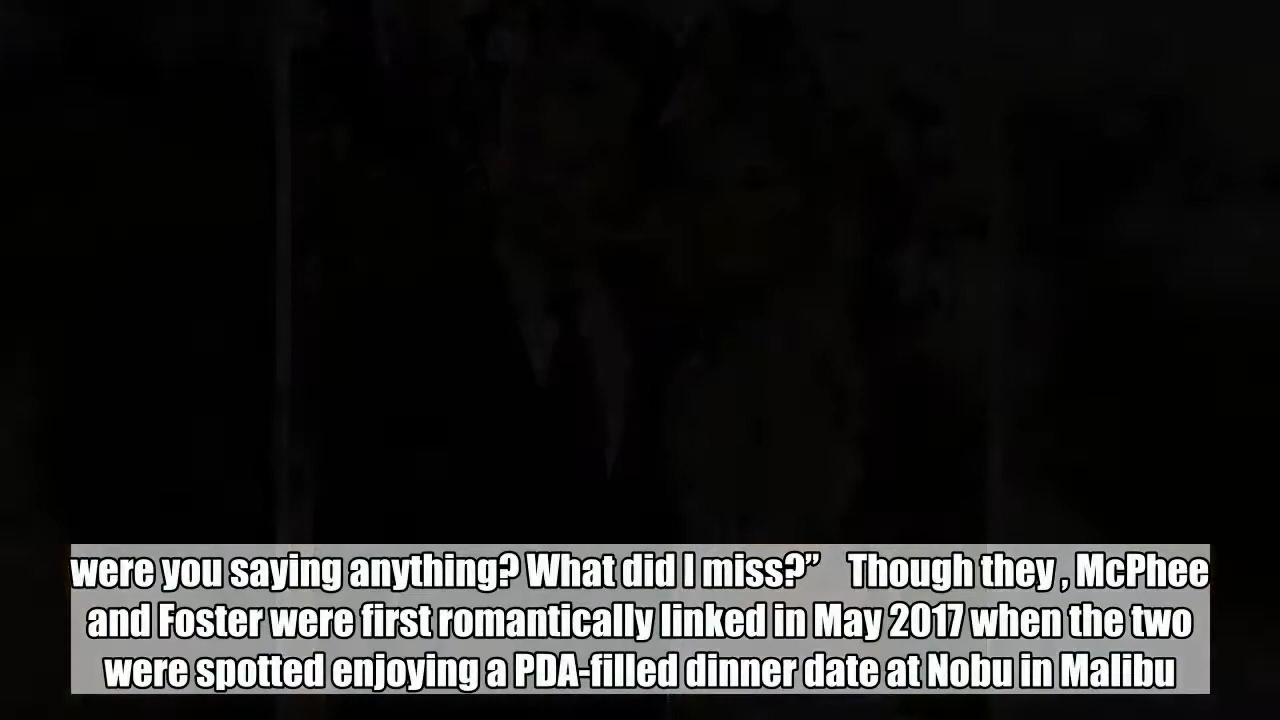 were you saying anything? What did I miss?” Though they , McPhee
and Foster were first romantically linked in May 2017 when the two
were spotted enjoying a PDA-filled dinner date at Nobu in Malibu